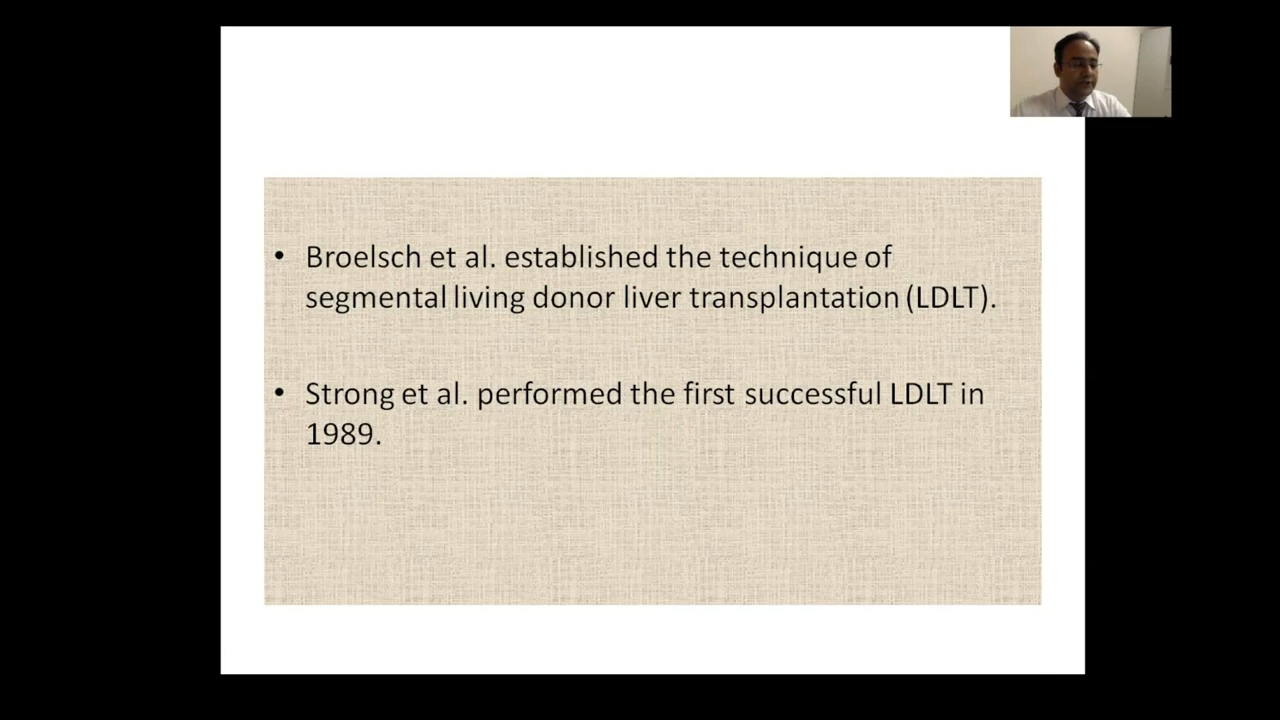 • Broelsch et al. established the technique of
segmental living donor liver transplantation (LDLT).
• Strong et al. performed the first successful LDLT in
1989.